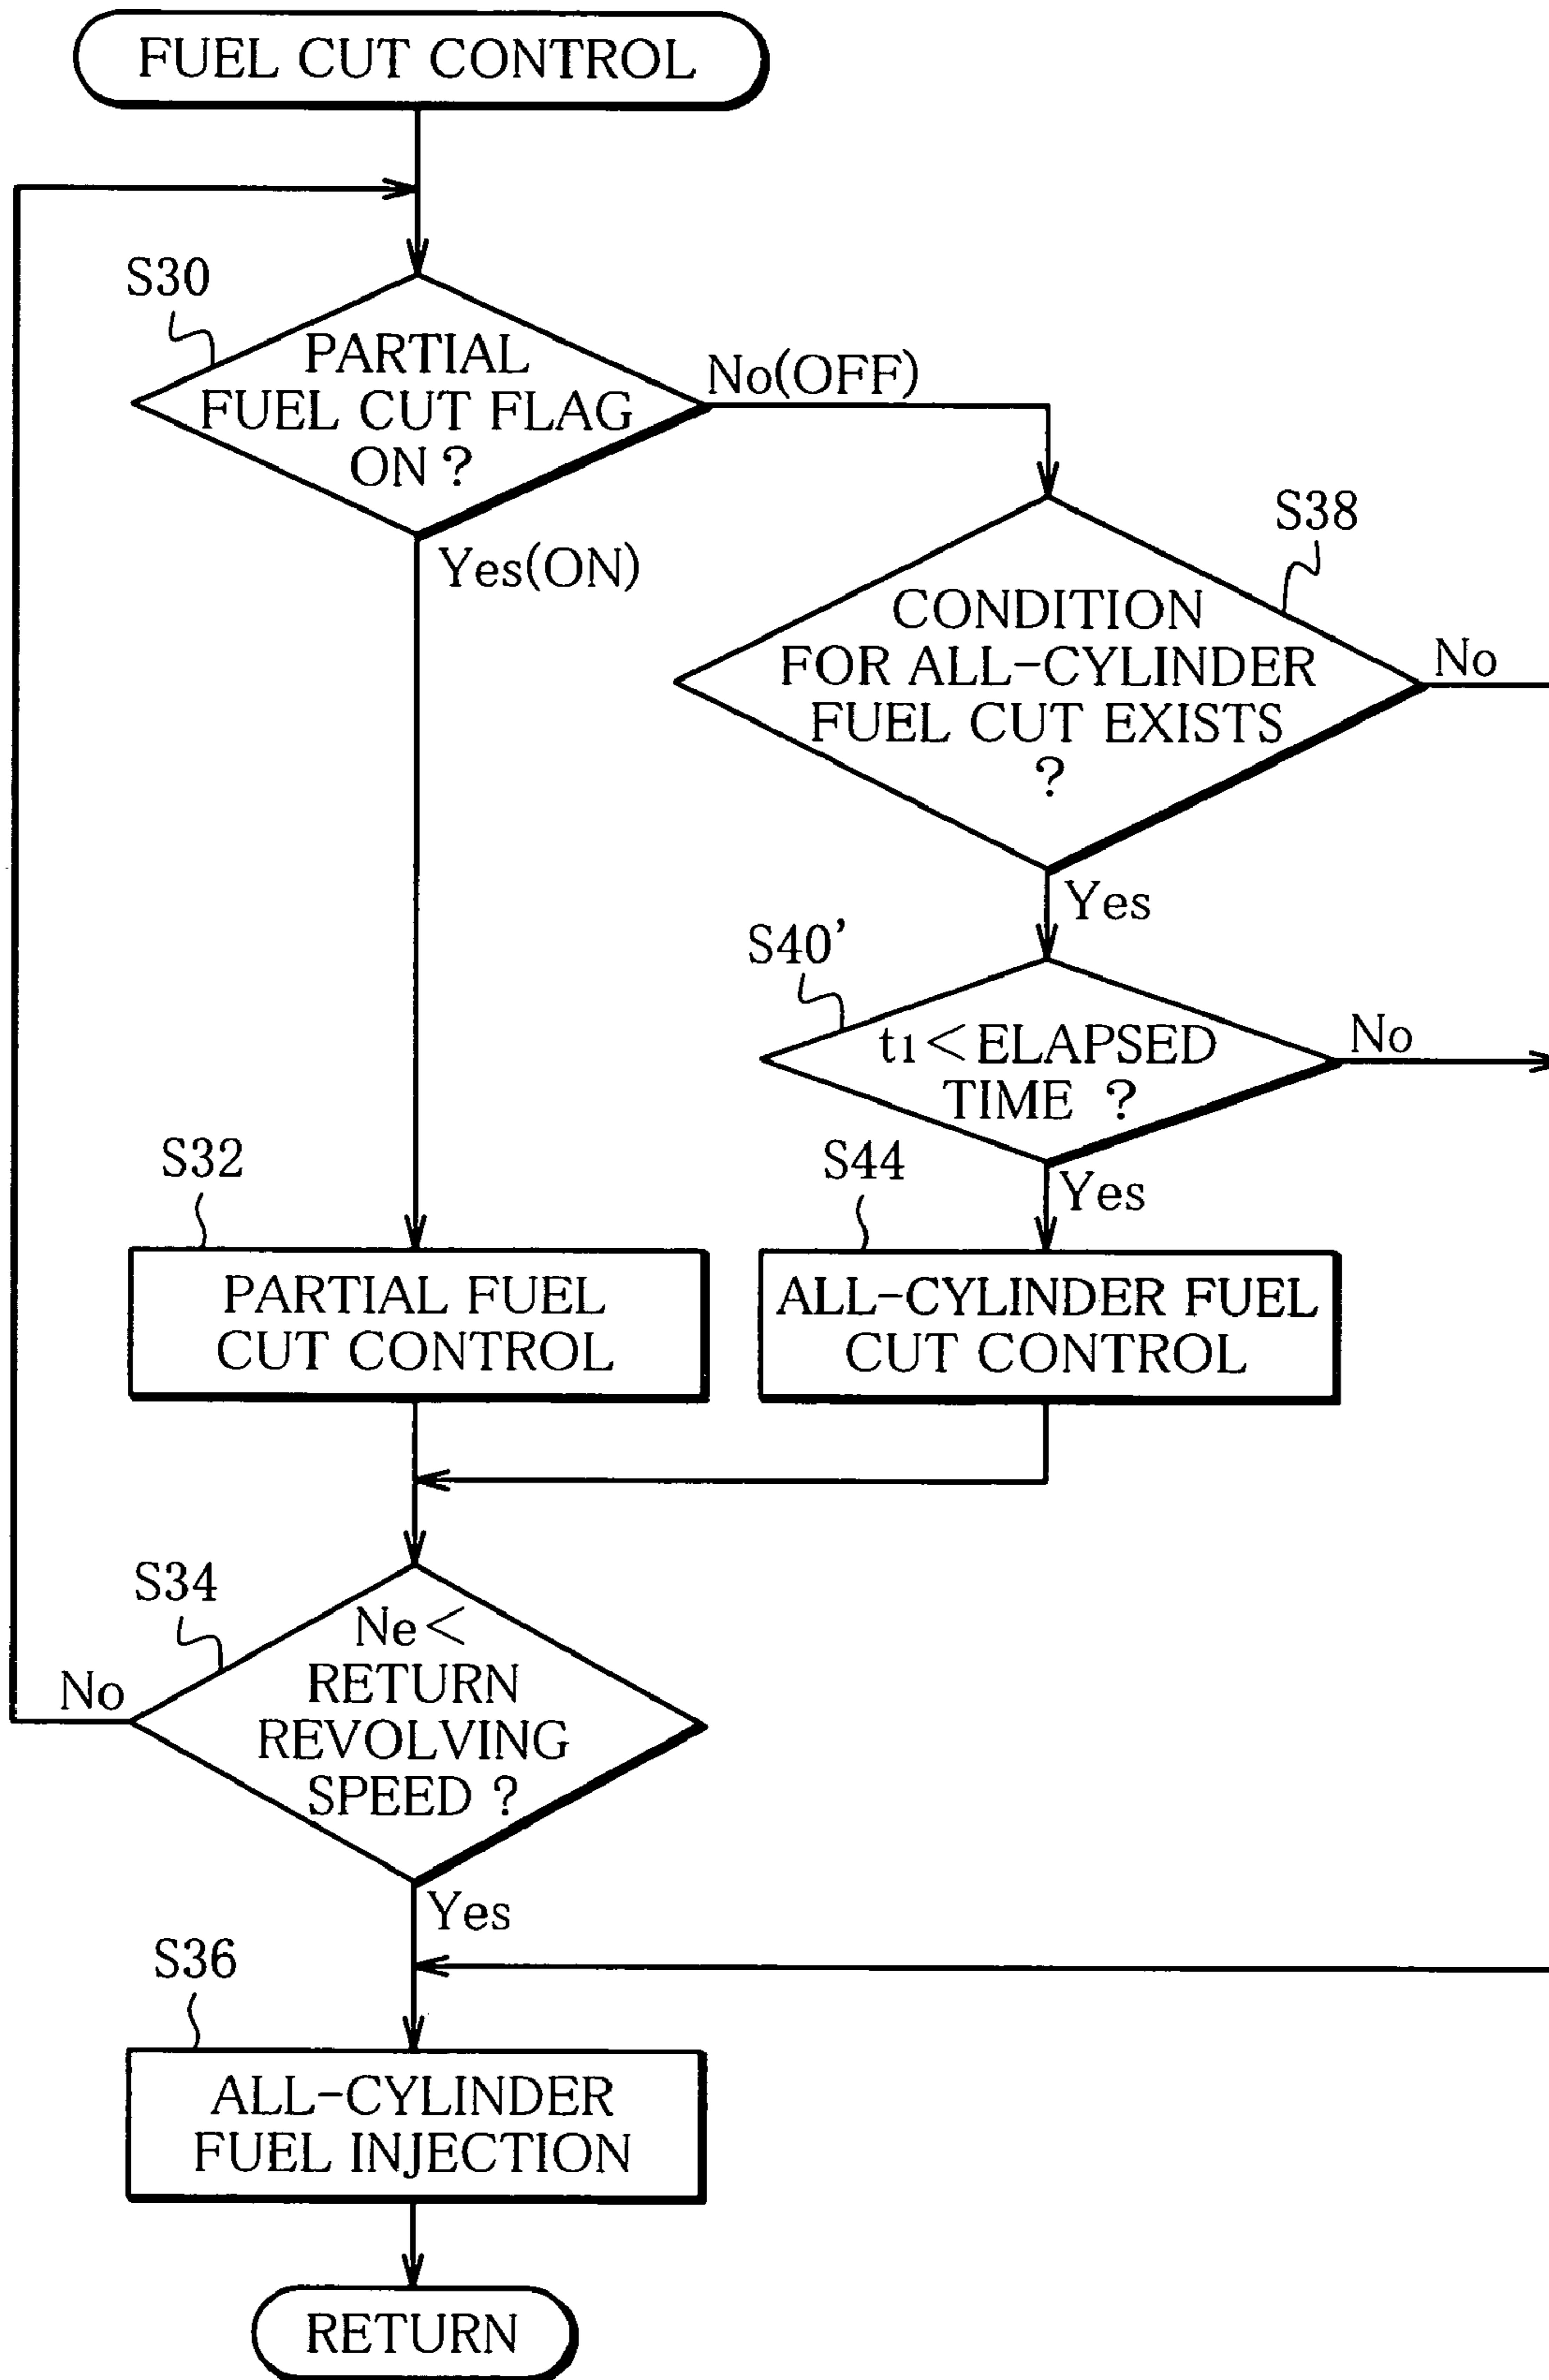 FUEL CUT CONTROL
S30
PARTIAL
FUEL CUT FLAG
ON ?
No(OFF)
Yes(ON)
S38
CONDITION
FOR ALL-CYLINDER
FUEL CUT EXISTS
?
No
Yes
S40'
t1<ELAPSED
TIME ?
No
Yes
S32
PARTIAL FUEL
CUT CONTROL
S44
ALL-CYLINDER FUEL
CUT CONTROL
S34
Ne<
RETURN
REVOLVING
SPEED ?
No
Yes
S36
ALL-CYLINDER
FUEL INJECTION
RETURN